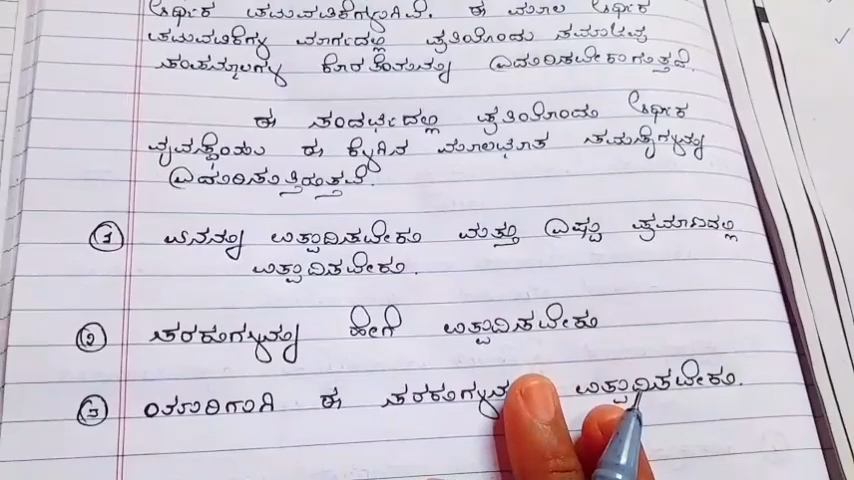 ಆರ್ಥಿಕ ಚಟುವಟಿಕೆಗಳಾಗಿವೆ. ಈ ಮೂಲ ಆರ್ಥಿಕ
ಚಟುವಟಿಕೆಗಳ ಮಾರ್ಗದಲ್ಲಿ ಪ್ರತಿಯೊಂದು ಸಮಾಜವು
ಸಂಪನ್ಮೂಲಗಳ ಕೊರತೆಯನ್ನು ಎದುರಿಸಬೇಕಾಗುತ್ತದೆ.
ಈ ಸಂದರ್ಭದಲ್ಲಿ ಪ್ರತಿಯೊಂದು ಆರ್ಥಿಕ
ವ್ಯವಸ್ಥೆಯು ಈ ಕೆಳಗಿನ ಮೂಲಭೂತ ಸಮಸ್ಯೆಗಳನ್ನು
ಎದುರಿಸುತ್ತಿರುತ್ತವೆ.
① ಏನನ್ನು ಉತ್ಪಾದಿಸಬೇಕು ಮತ್ತು ಎಷ್ಟು ಪ್ರಮಾಣದಲ್ಲಿ
ಉತ್ಪಾದಿಸಬೇಕು.
② ಸರಕುಗಳನ್ನು ಹೇಗೆ ಉತ್ಪಾದಿಸಬೇಕು
③ ಯಾರಿಗಾಗಿ ಈ ಸರಕುಗಳನ್ನು ಉತ್ಪಾದಿಸಬೇಕು.